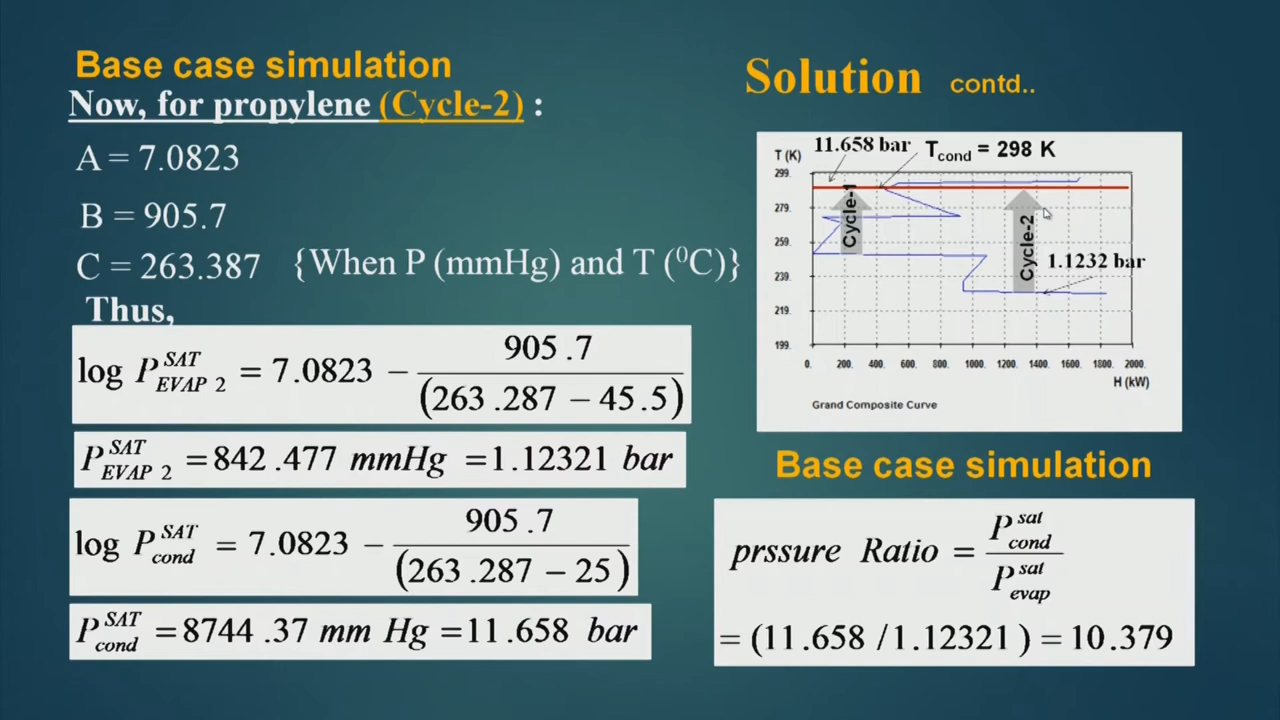 Base case simulation
Now, for propylene (Cycle-2) :
A = 7.0823
B = 905.7
C = 263.387 {When P (mmHg) and T (⁰C)}
Thus,
log P^SAT_EVAP 2 = 7.0823 − 905.7 / (263.287 − 45.5)
P^SAT_EVAP 2 = 842.477 mmHg = 1.12321 bar
log P^SAT_cond = 7.0823 − 905.7 / (263.287 − 25)
P^SAT_cond = 8744.37 mm Hg = 11.658 bar
Solution contd..
T (K) 11.658 bar T_cond = 298 K
299.
279.
259.
239.
219.
199.
Cycle-1
Cycle-2
1.1232 bar
0. 200. 400. 600. 800. 1000. 1200. 1400. 1600. 1800. 2000.
H (kW)
Grand Composite Curve
Base case simulation
prssure Ratio = P^sat_cond / P^sat_evap
= (11.658 / 1.12321 ) = 10.379